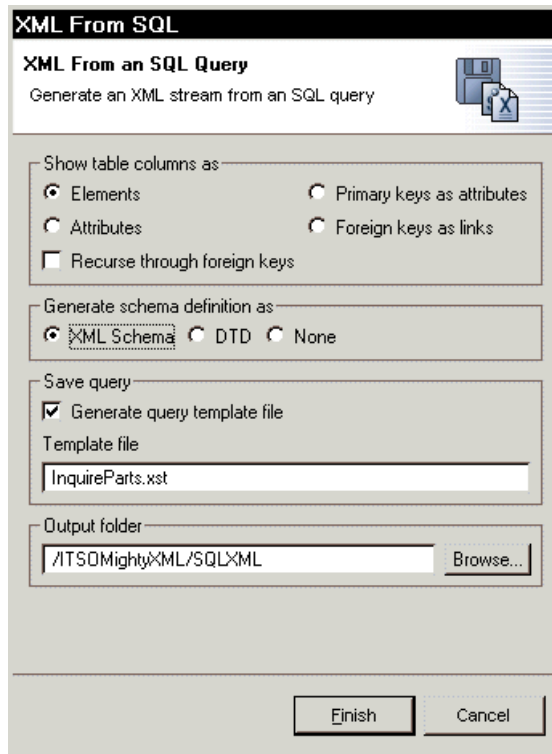 XML From SQL
XML From an SQL Query
Generate an XML stream from an SQL query
Show table columns as
Elements
Primary keys as attributes
Attributes
Foreign keys as links
Recurse through foreign keys
Generate schema definition as
XML Schema DTD None
Save query
Generate query template file
Template file
InquireParts.xst
Output folder
/ITSOMightyXML/SQLXML Browse...
Finish Cancel